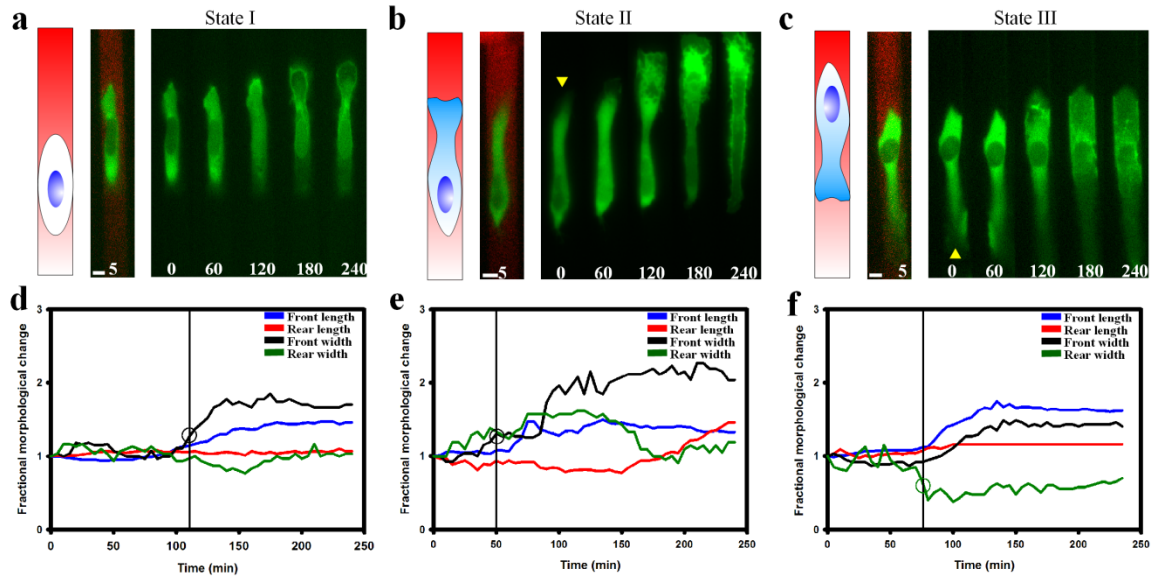 a State I
b State II
c State III
5
0 60 120 180 240
5
0 60 120 180 240
5
0 60 120 180 240
d
3
2
1
0
0 50 100 150 200 250
Fractional morphological change
Time (min)
Front length
Rear length
Front width
Rear width
e
3
2
1
0
0 50 100 150 200 250
Fractional morphological change
Time (min)
Front length
Rear length
Front width
Rear width
f
3
2
1
0
0 50 100 150 200 250
Fractional morphological change
Time (min)
Front length
Rear length
Front width
Rear width